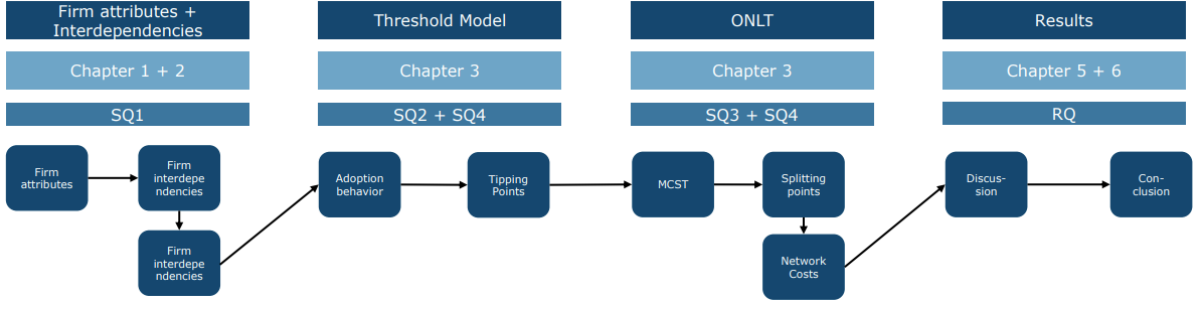 Firm attributes +
Interdependencies
Threshold Model
ONLT
Results
Chapter 1 + 2
Chapter 3
Chapter 3
Chapter 5 + 6
SQ1
SQ2 + SQ4
SQ3 + SQ4
RQ
Firm
attributes
Firm
interdepe
ndencies
Adoption
behavior
Tipping
Points
MCST
Splitting
points
Discus-
sion
Con-
clusion
Firm
interdepe
ndencies
Network
Costs